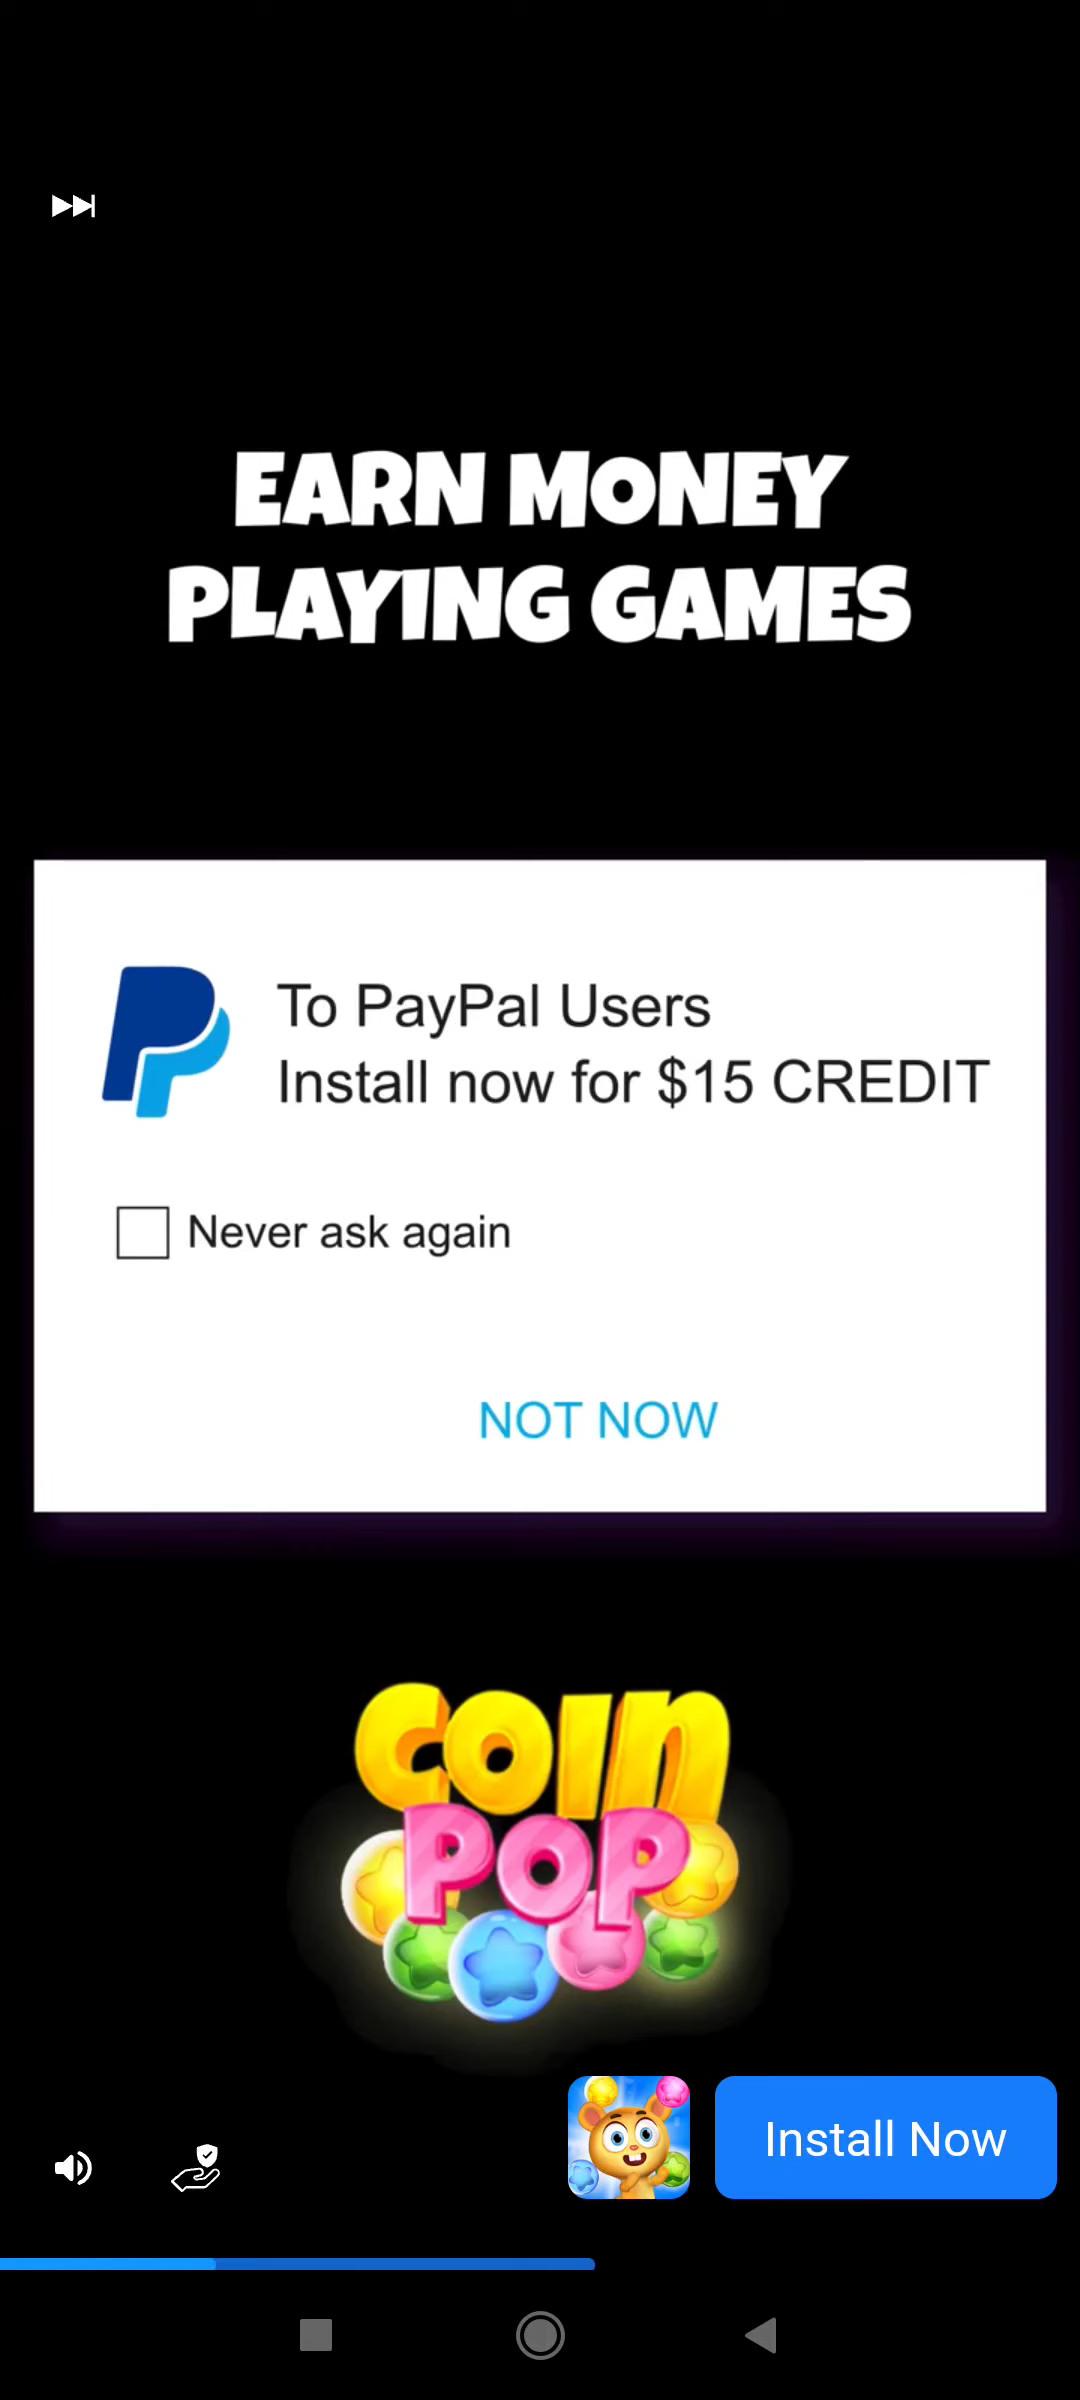 EARN MONEY
PLAYING GAMES
To PayPal Users
Install now for $15 CREDIT
Never ask again
NOT NOW
COIN
POP
Install Now